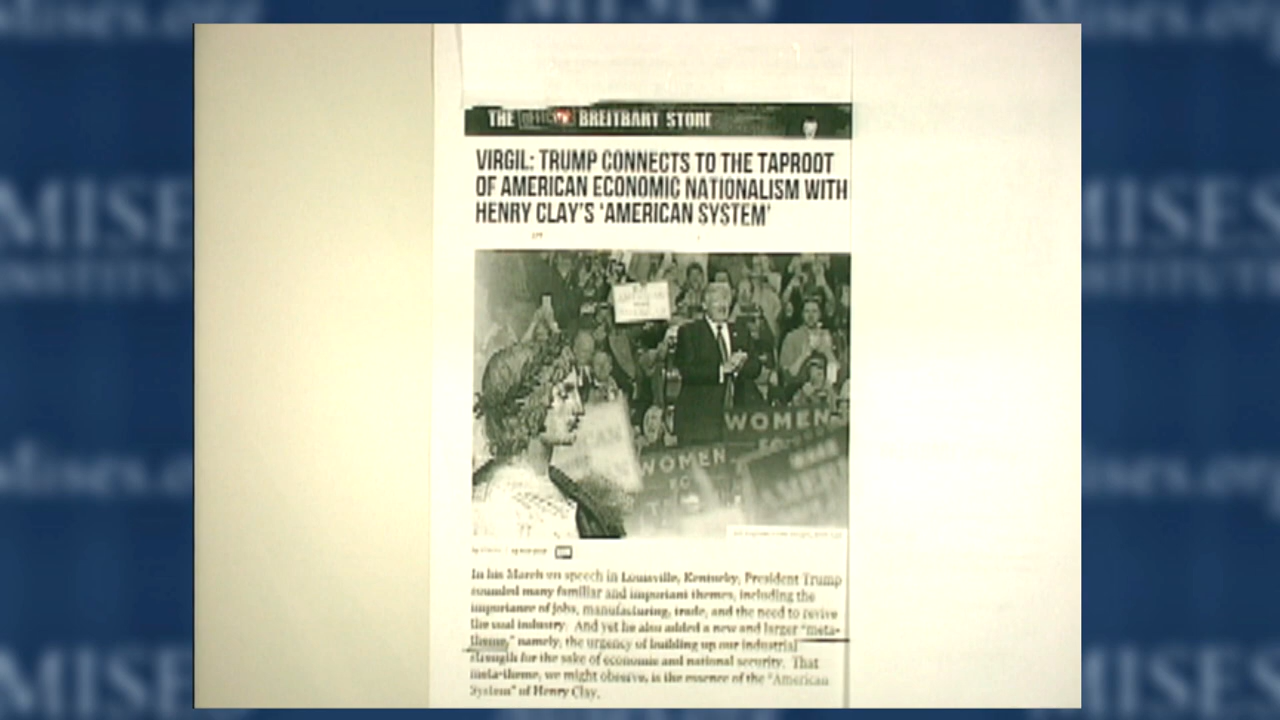 Mises.org
MISES
INSTITUTE
THE BREITBART STORE
VIRGIL: TRUMP CONNECTS TO THE TAPROOT
OF AMERICAN ECONOMIC NATIONALISM WITH
HENRY CLAY'S 'AMERICAN SYSTEM'
WOMEN
WOMEN
In his March speech in Louisville, Kentucky, President Trump
sounded many familiar and important themes, including the
importance of jobs, manufacturing, trade, and the need to revive
the coal industry. And yet he also added a new and larger "meta-
theme," namely, the urgency of building up our industrial
strength for the sake of economic and national security. That
meta-theme, we might observe, is the essence of the "American
System" of Henry Clay.